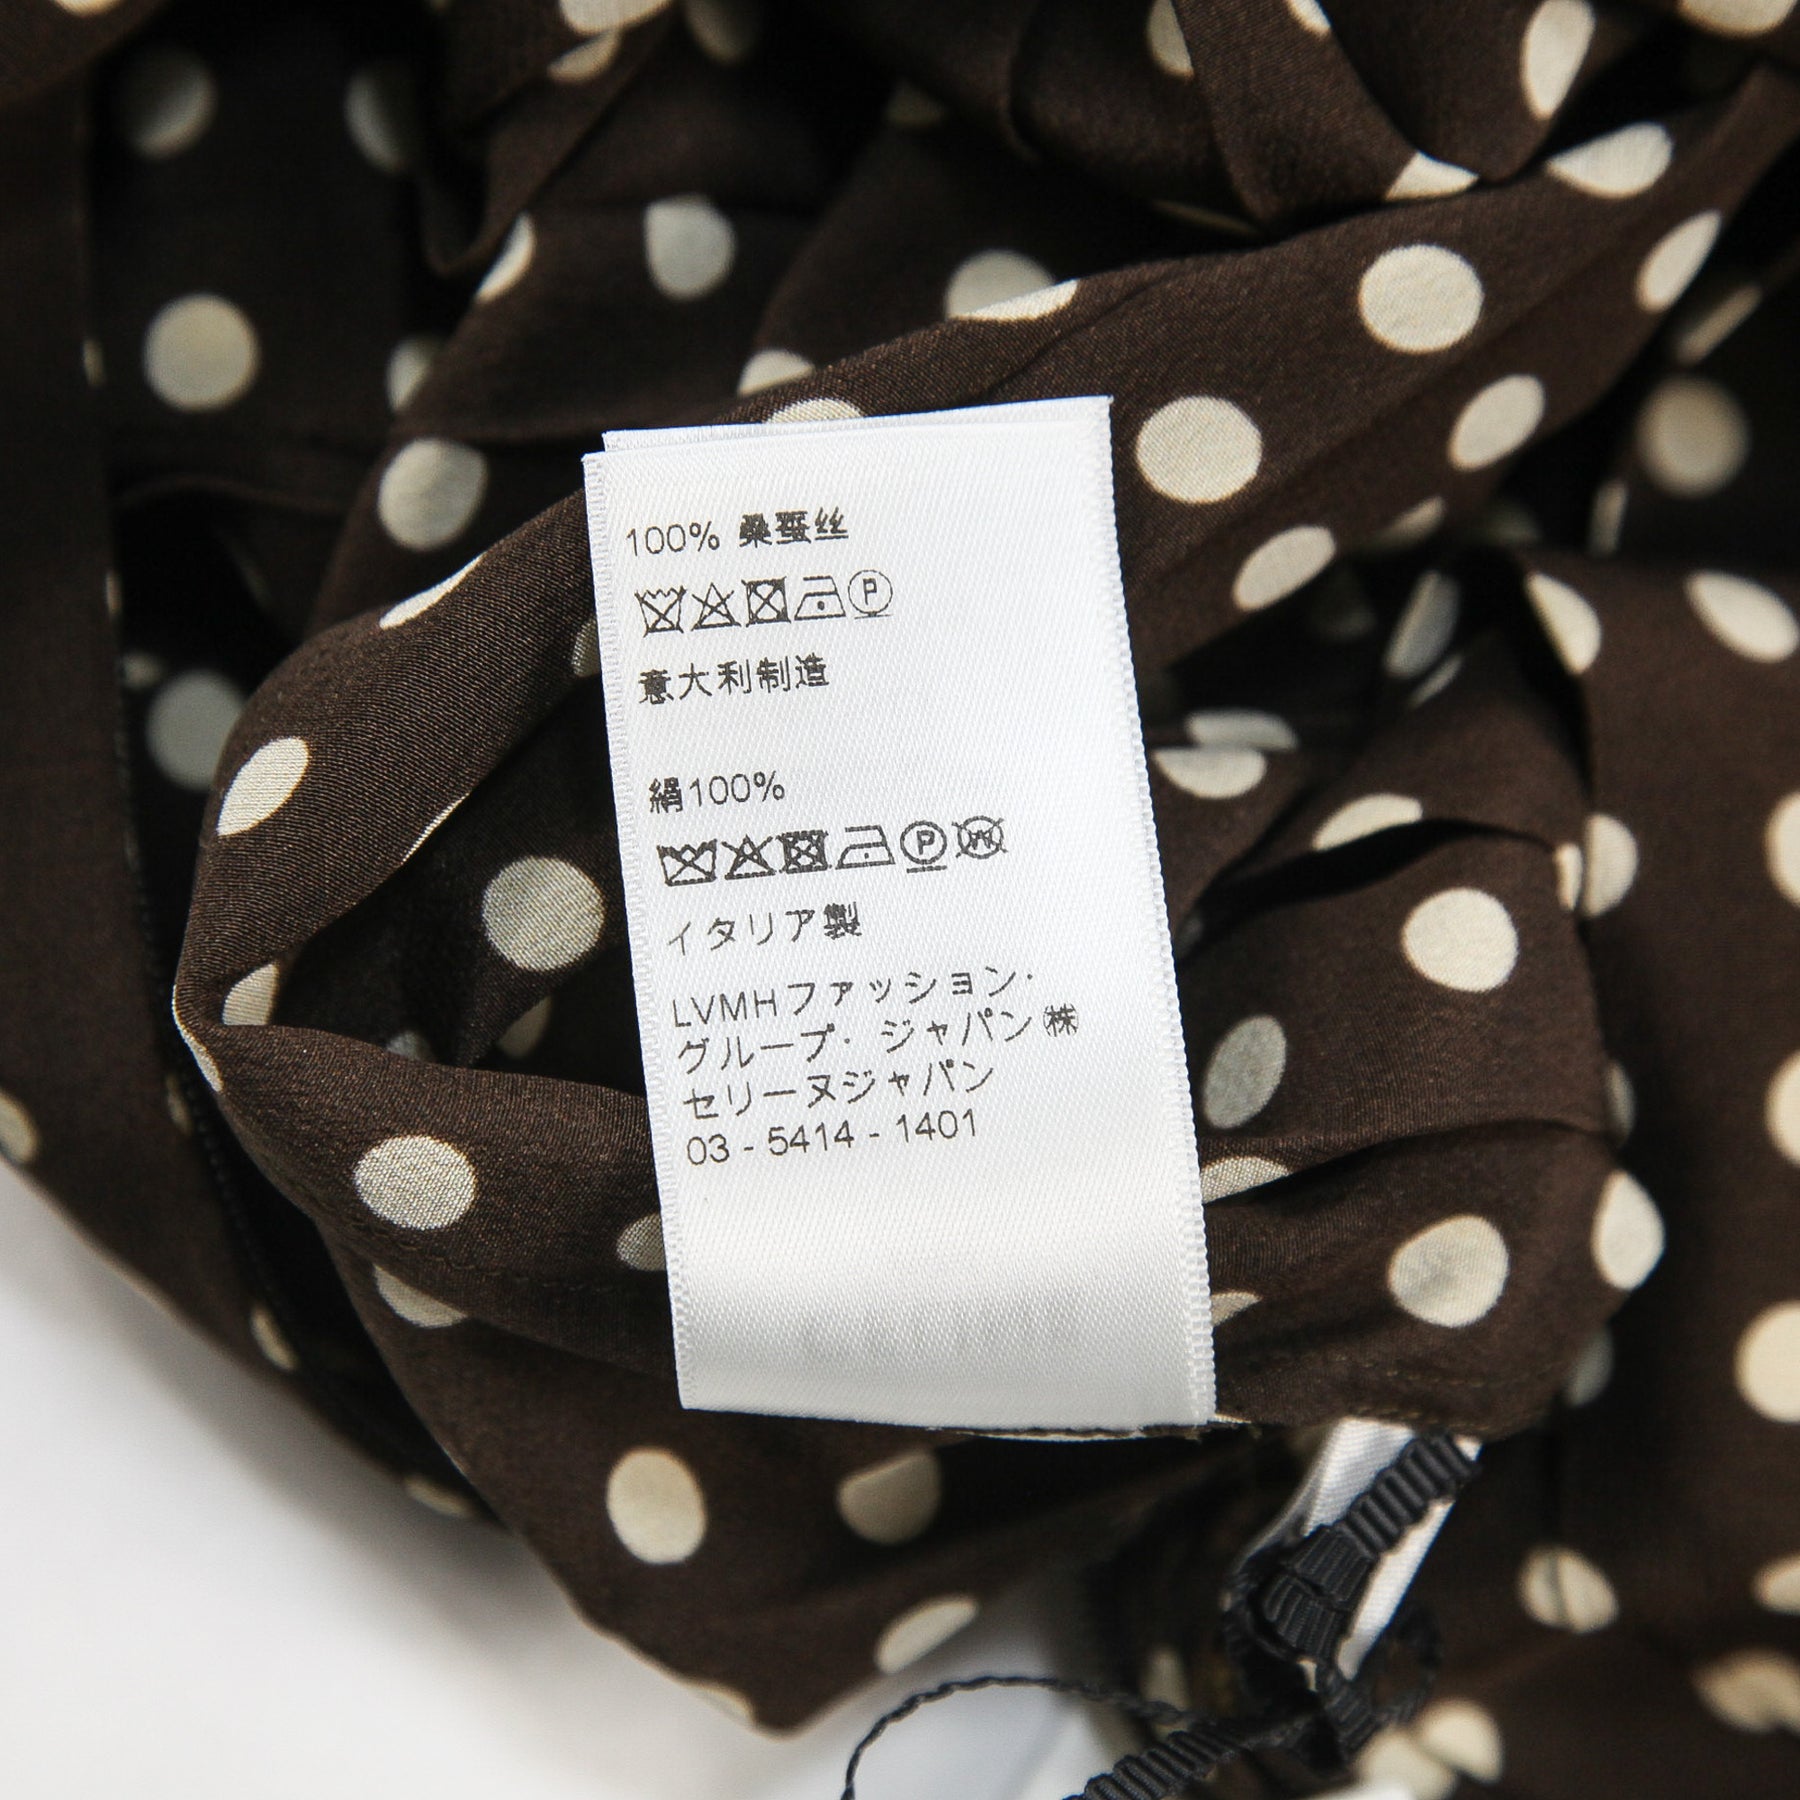 100% 桑蚕丝
P
意大利制造
絹100%
P W
イタリア製
LVMHファッション·
グループ· ジャパン㈱
セリーヌジャパン
03 - 5414 - 1401